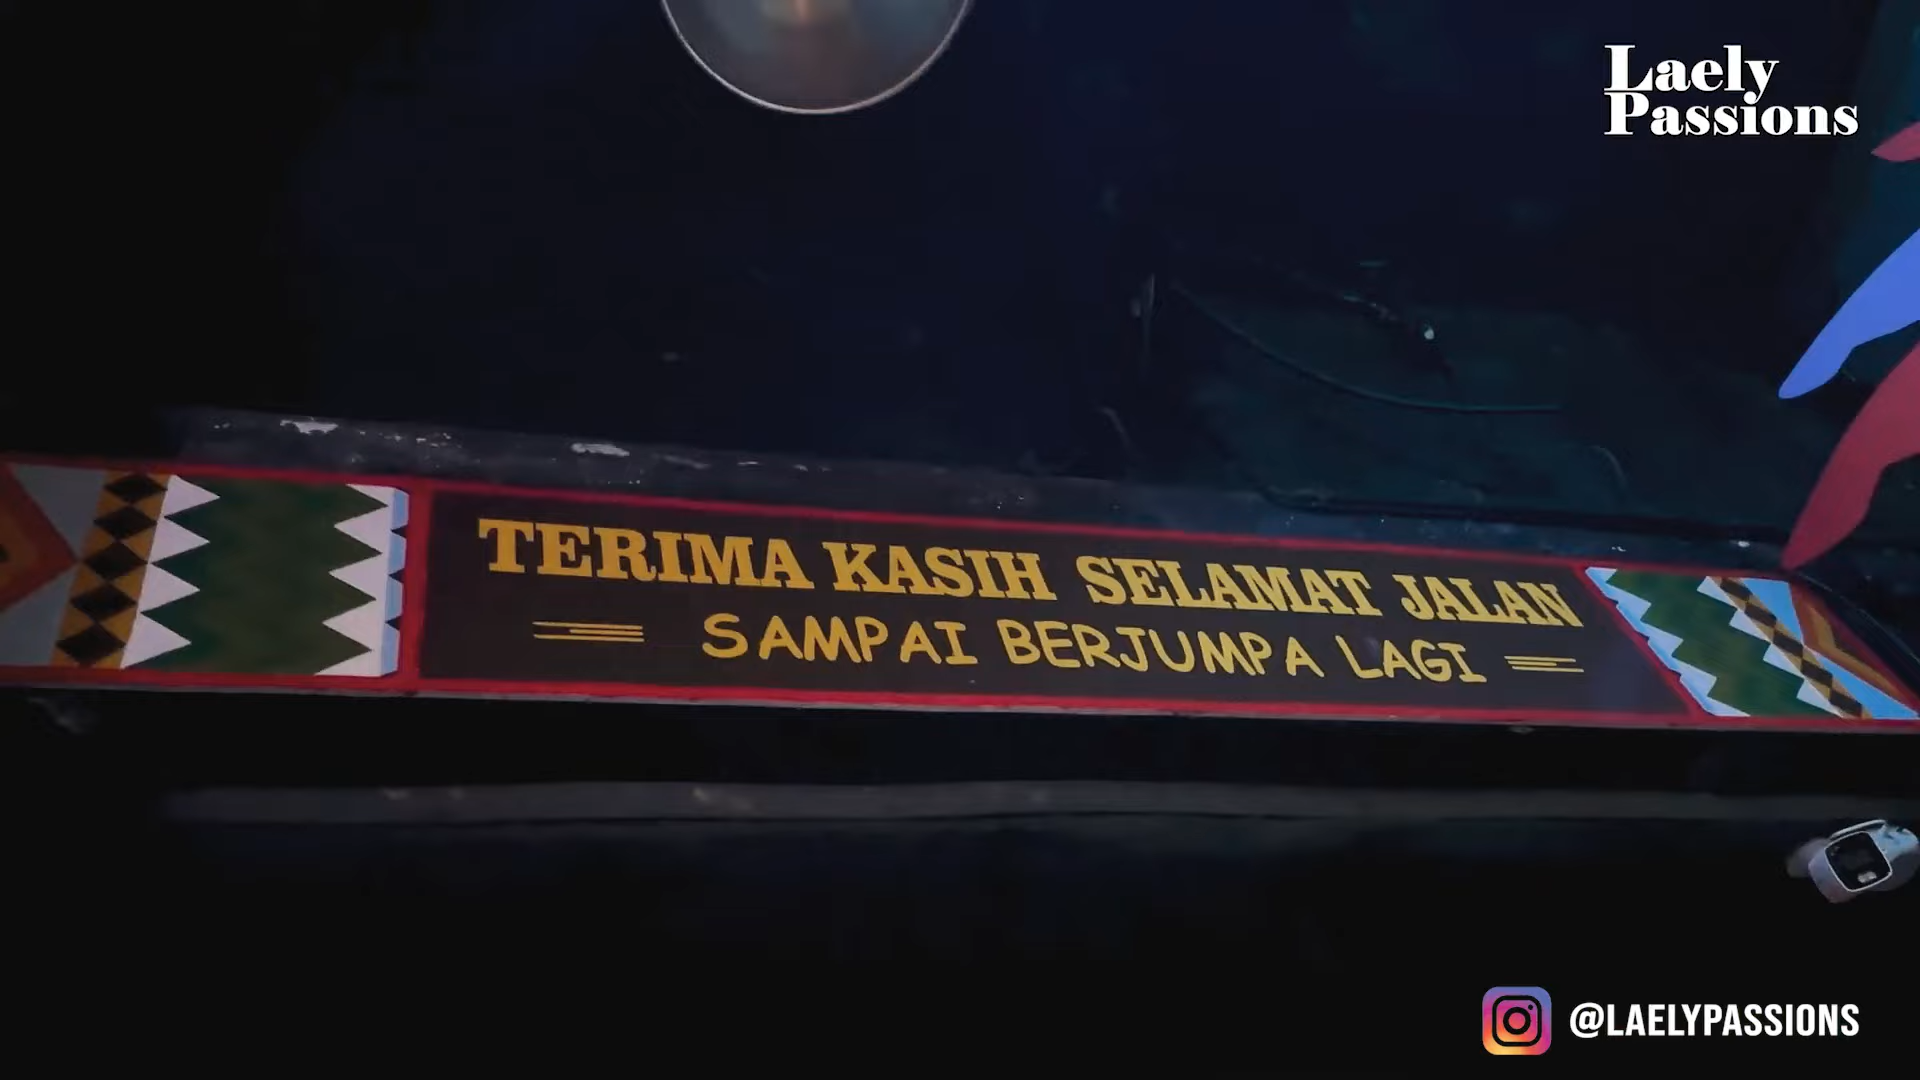 Laely
Passions
TERIMA KASIH SELAMAT JALAN
SAMPAI BERJUMPA LAGI
@LAELYPASSIONS